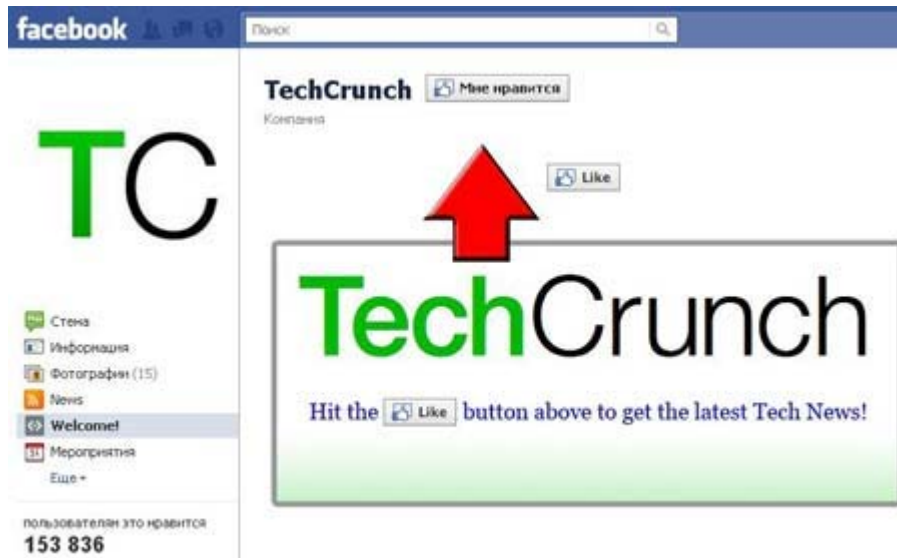 facebook
Поиск
TechCrunch Мне нравится
Компания
Like
TC
TechCrunch
Hit the Like button above to get the latest Tech News!
Стена
Информация
Фотографии (15)
News
Welcome!
Мероприятия
Еще
пользователям это нравится
153 836